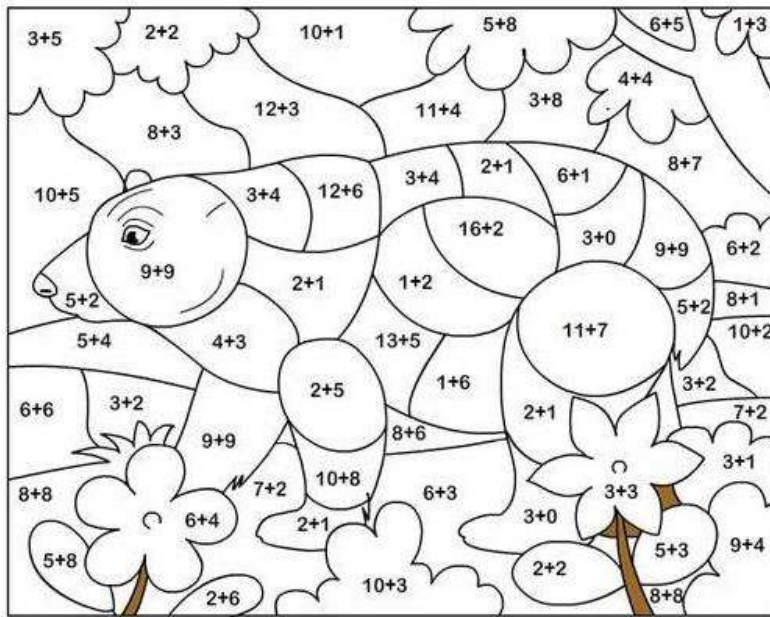 3+5 2+2 10+1 5+8 6+5 1+3
4+4
8+3 12+3 11+4 3+8
8+7
10+5 3+4 12+6 3+4 2+1 6+1
16+2 3+0 9+9 6+2
9+9 2+1 1+2
5+2 5+2 8+1
5+4 4+3 13+5 11+7 10+2
6+6 3+2 2+5 1+6 2+1 3+2
7+2
9+9 8+6
3+1
8+8 7+2 10+8 6+3 3+3
6+4 2+1 3+0
5+8 2+2 5+3 9+4
2+6 10+3 8+8